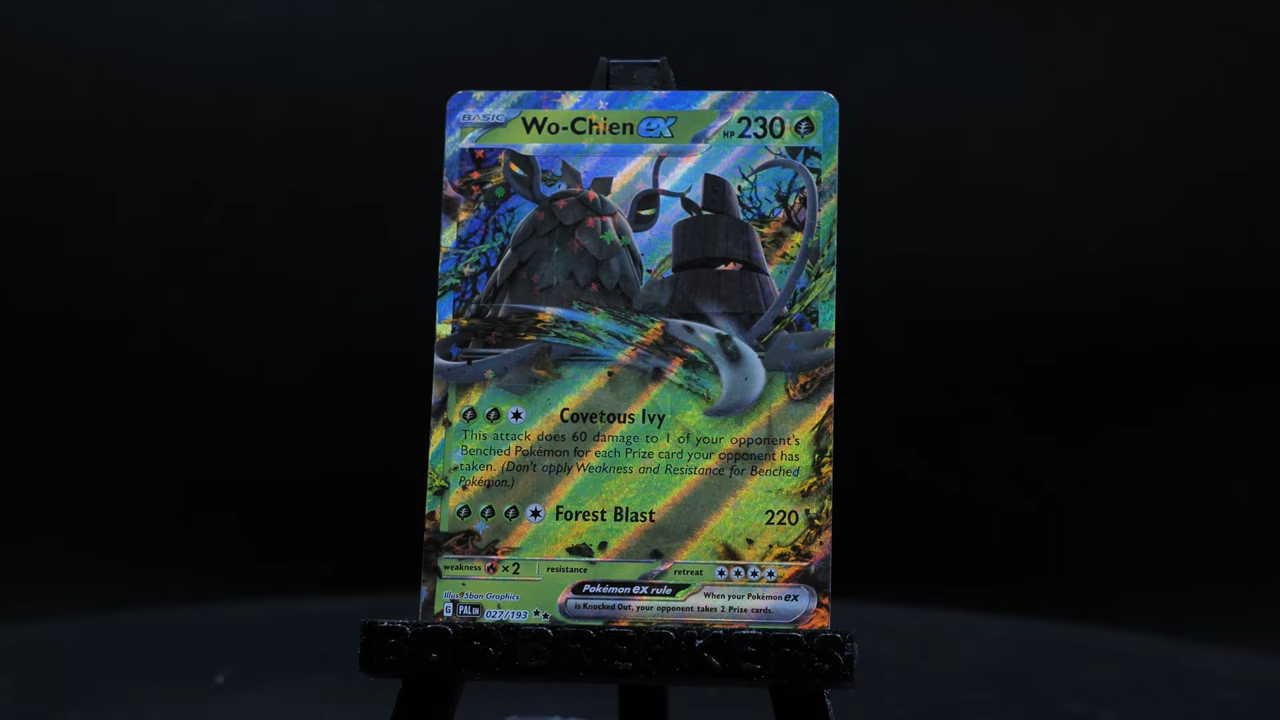 BASIC Wo-Chien ex HP 230
Covetous Ivy
This attack does 60 damage to 1 of your opponent's
Benched Pokémon for each Prize card your opponent has
taken. (Don't apply Weakness and Resistance for Benched
Pokémon.)
Forest Blast 220
weakness ×2 resistance retreat
Pokémon ex rule When your Pokémon ex
is Knocked Out, your opponent takes 2 Prize cards.
Illus. 5ban Graphics
G PAL EN 027/193